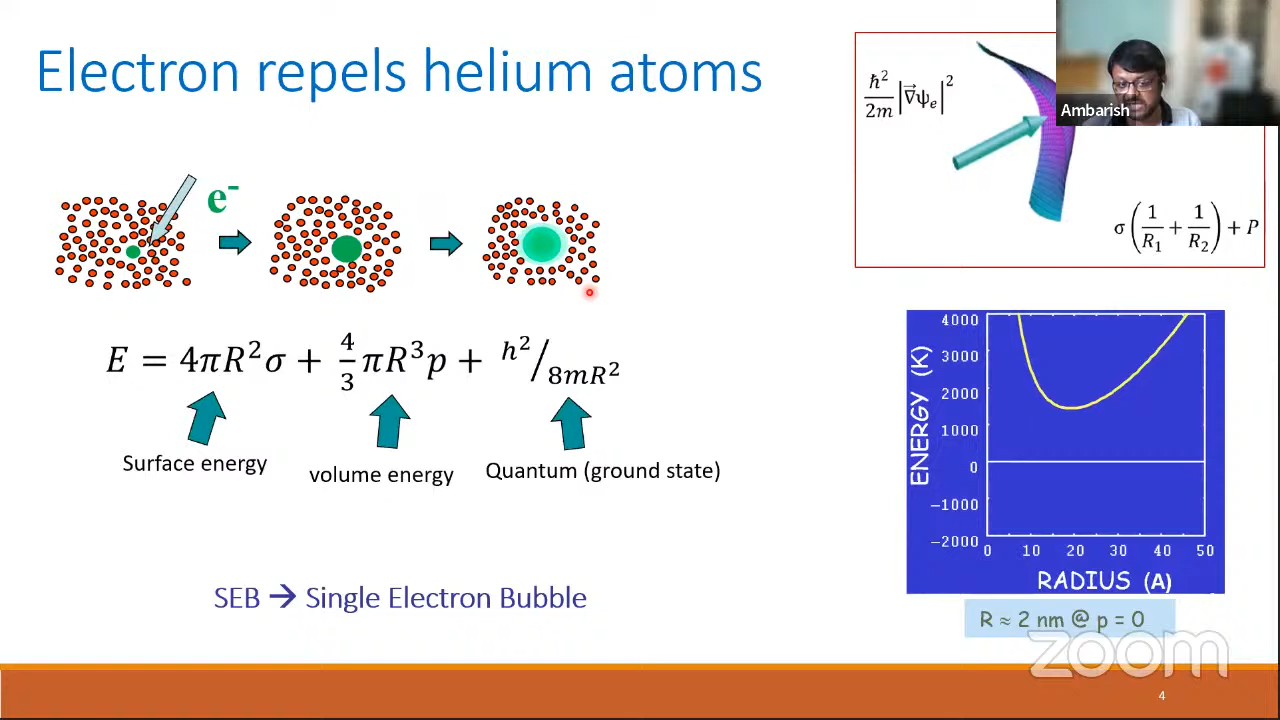 Electron repels helium atoms
ħ²/2m |∇⃗ψₑ|²
Ambarish
σ(1/R₁ + 1/R₂) + P
e⁻
E = 4πR²σ + 4/3 πR³p + h²/8mR²
Surface energy
volume energy
Quantum (ground state)
SEB → Single Electron Bubble
ENERGY (K)
4000
3000
2000
1000
0
−1000
−2000
0 10 20 30 40 50
RADIUS (A)
R ≈ 2 nm @ p = 0
zoom
4